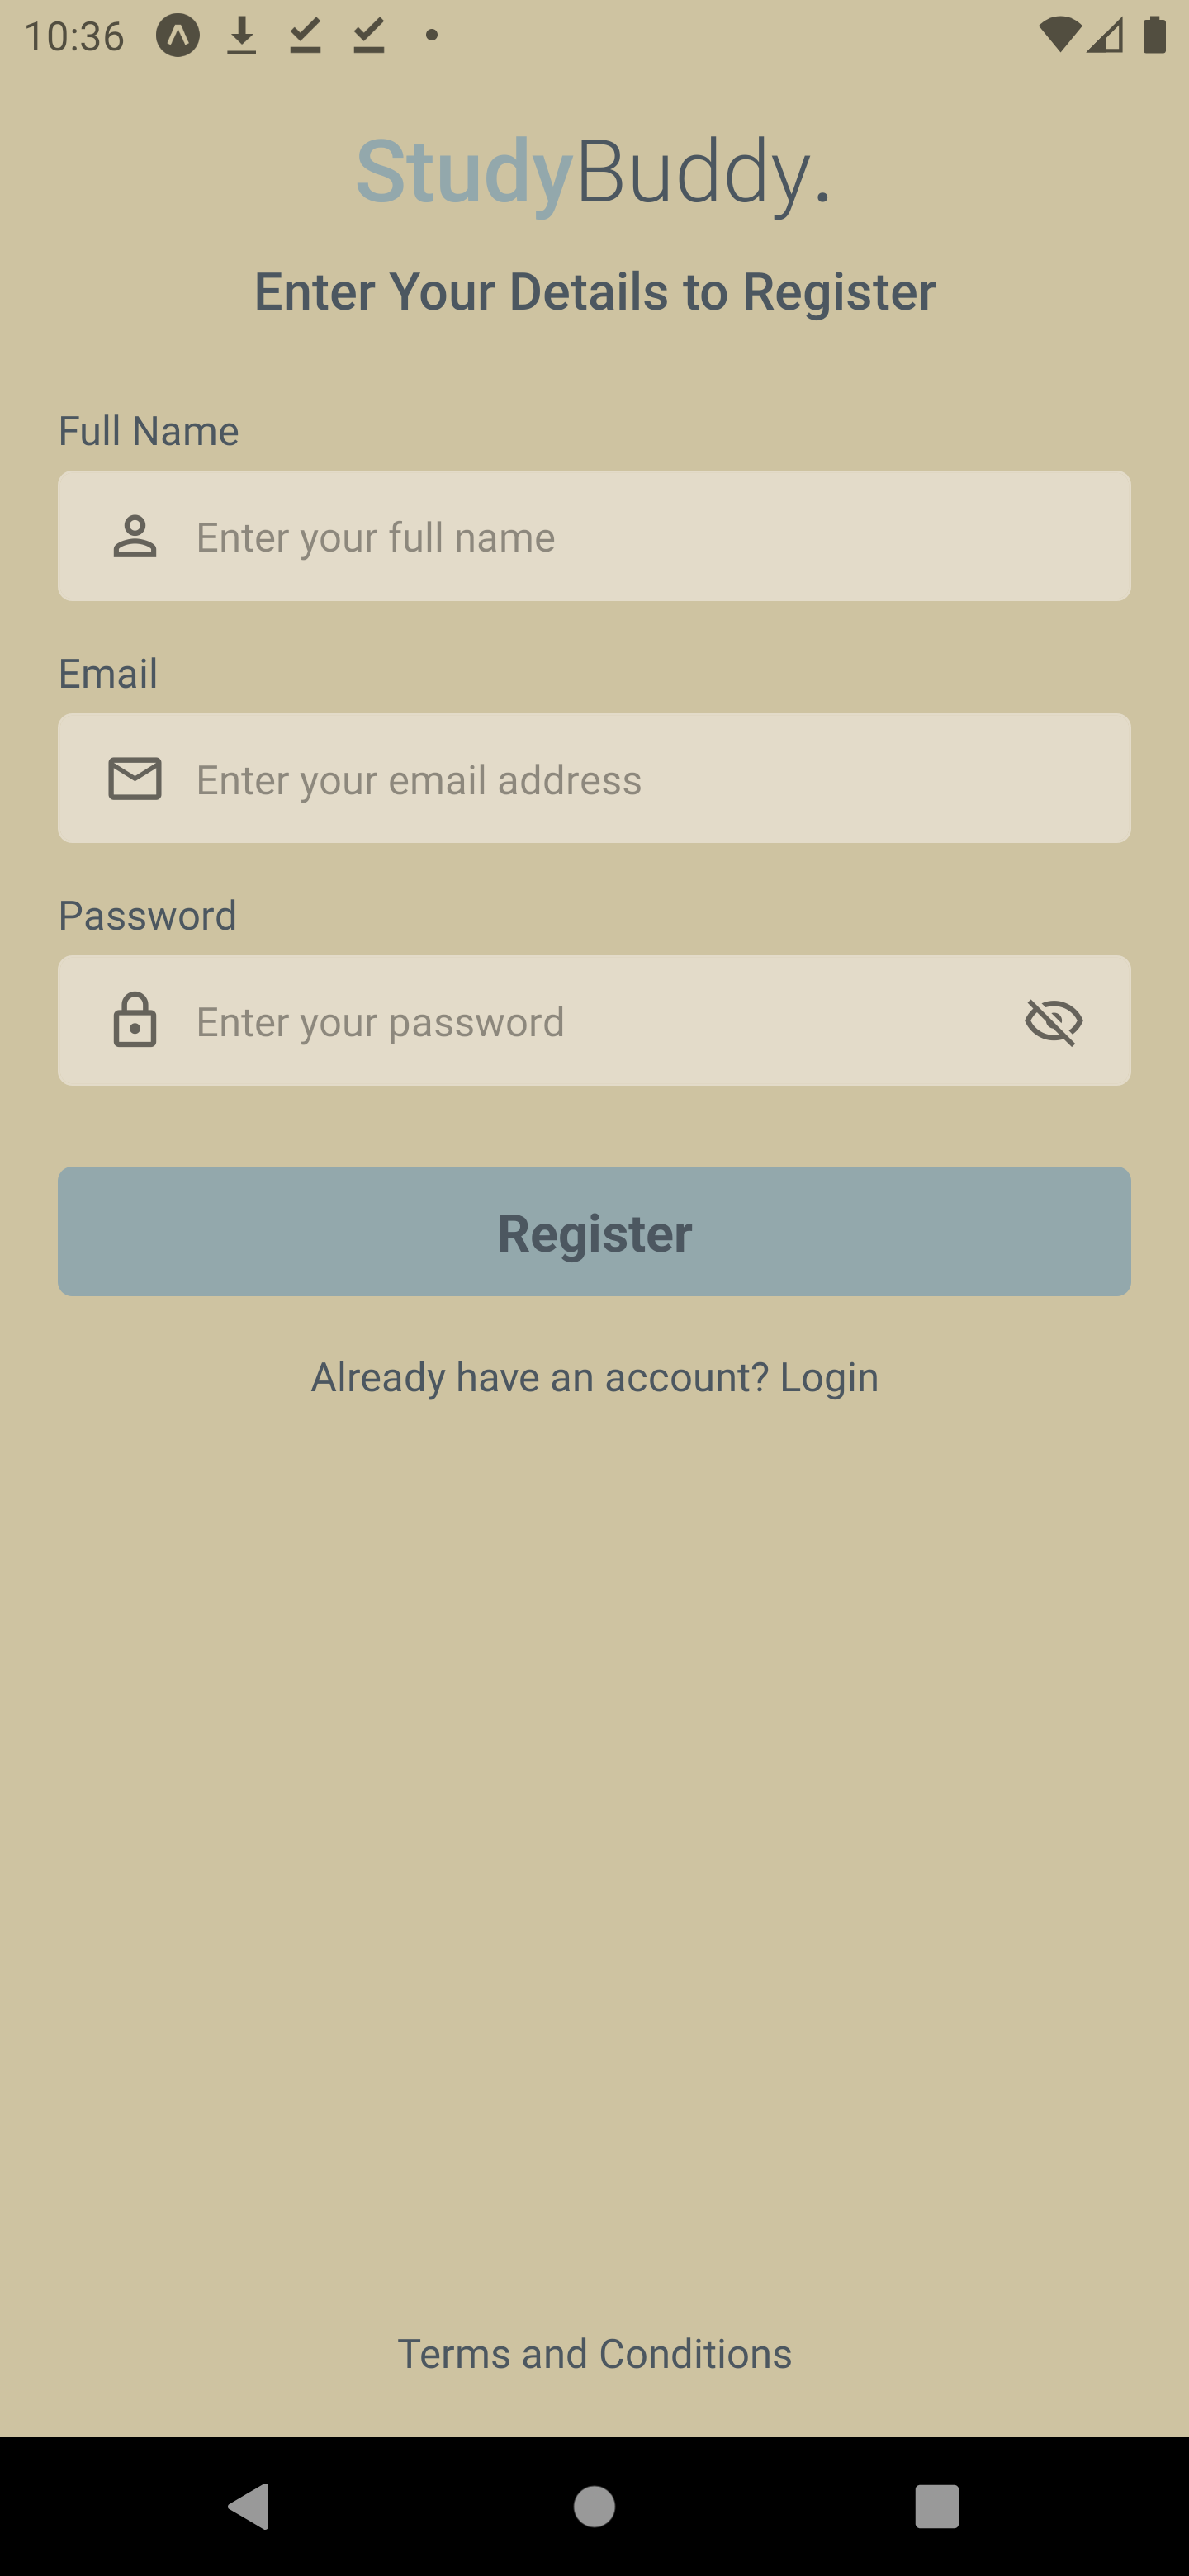 10:36
StudyBuddy.
Enter Your Details to Register
Full Name
Enter your full name
Email
Enter your email address
Password
Enter your password
Register
Already have an account? Login
Terms and Conditions